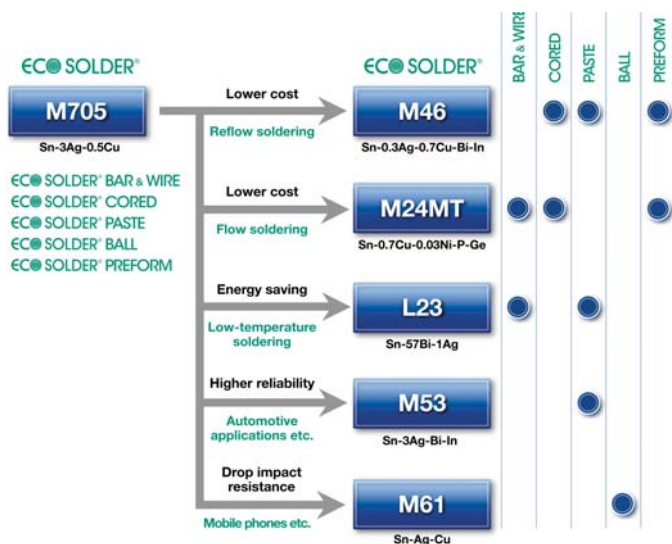 ECO SOLDER®
M705
Sn-3Ag-0.5Cu
ECO SOLDER® BAR & WIRE
ECO SOLDER® CORED
ECO SOLDER® PASTE
ECO SOLDER® BALL
ECO SOLDER® PREFORM
ECO SOLDER®
BAR & WIRE
CORED
PASTE
BALL
PREFORM
Lower cost
Reflow soldering
M46
Sn-0.3Ag-0.7Cu-Bi-In
Lower cost
Flow soldering
M24MT
Sn-0.7Cu-0.03Ni-P-Ge
Energy saving
Low-temperature
soldering
L23
Sn-57Bi-1Ag
Higher reliability
Automotive
applications etc.
M53
Sn-3Ag-Bi-In
Drop impact
resistance
Mobile phones etc.
M61
Sn-Ag-Cu